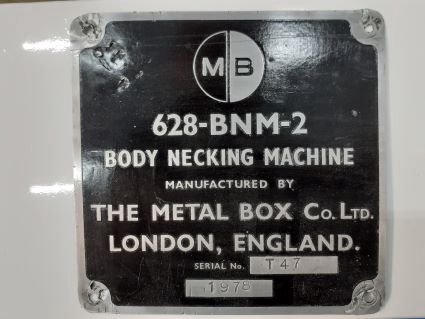 MB
628-BNM-2
BODY NECKING MACHINE
MANUFACTURED BY
THE METAL BOX Co. LTD.
LONDON, ENGLAND.
SERIAL No. T47
1978